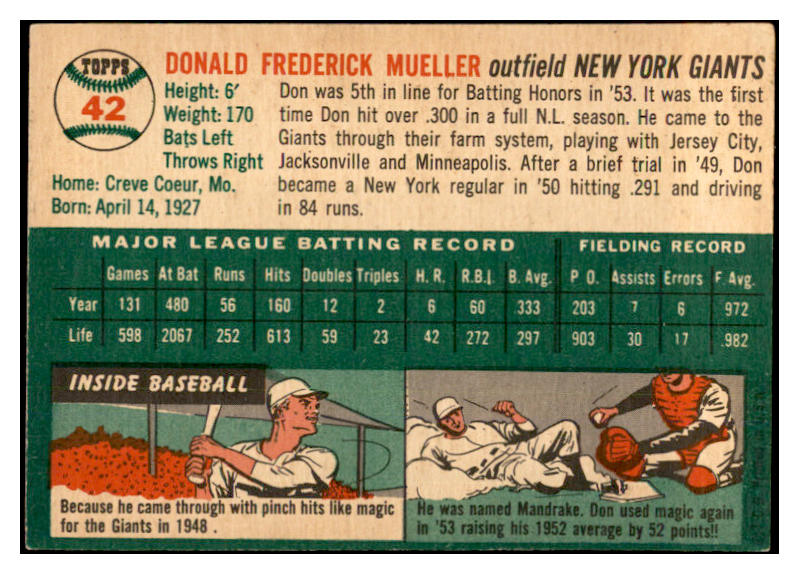 TOPPS
42
DONALD FREDERICK MUELLER outfield NEW YORK GIANTS
Height: 6'
Weight: 170
Bats Left
Throws Right
Home: Creve Coeur, Mo.
Born: April 14, 1927
Don was 5th in line for Batting Honors in '53. It was the first
time Don hit over .300 in a full N.L. season. He came to the
Giants through their farm system, playing with Jersey City,
Jacksonville and Minneapolis. After a brief trial in '49, Don
became a New York regular in '50 hitting .291 and driving
in 84 runs.
MAJOR LEAGUE BATTING RECORD FIELDING RECORD
Games At Bat Runs Hits Doubles Triples H. R. R.B.I. B. Avg. P O. Assists Errors F. Avg.
Year 131 480 56 160 12 2 6 60 333 203 7 6 972
Life 598 2067 252 613 59 23 42 272 297 903 30 17 .982
INSIDE BASEBALL
Because he came through with pinch hits like magic
for the Giants in 1948 .
He was named Mandrake. Don used magic again
in '53 raising his 1952 average by 52 points!!